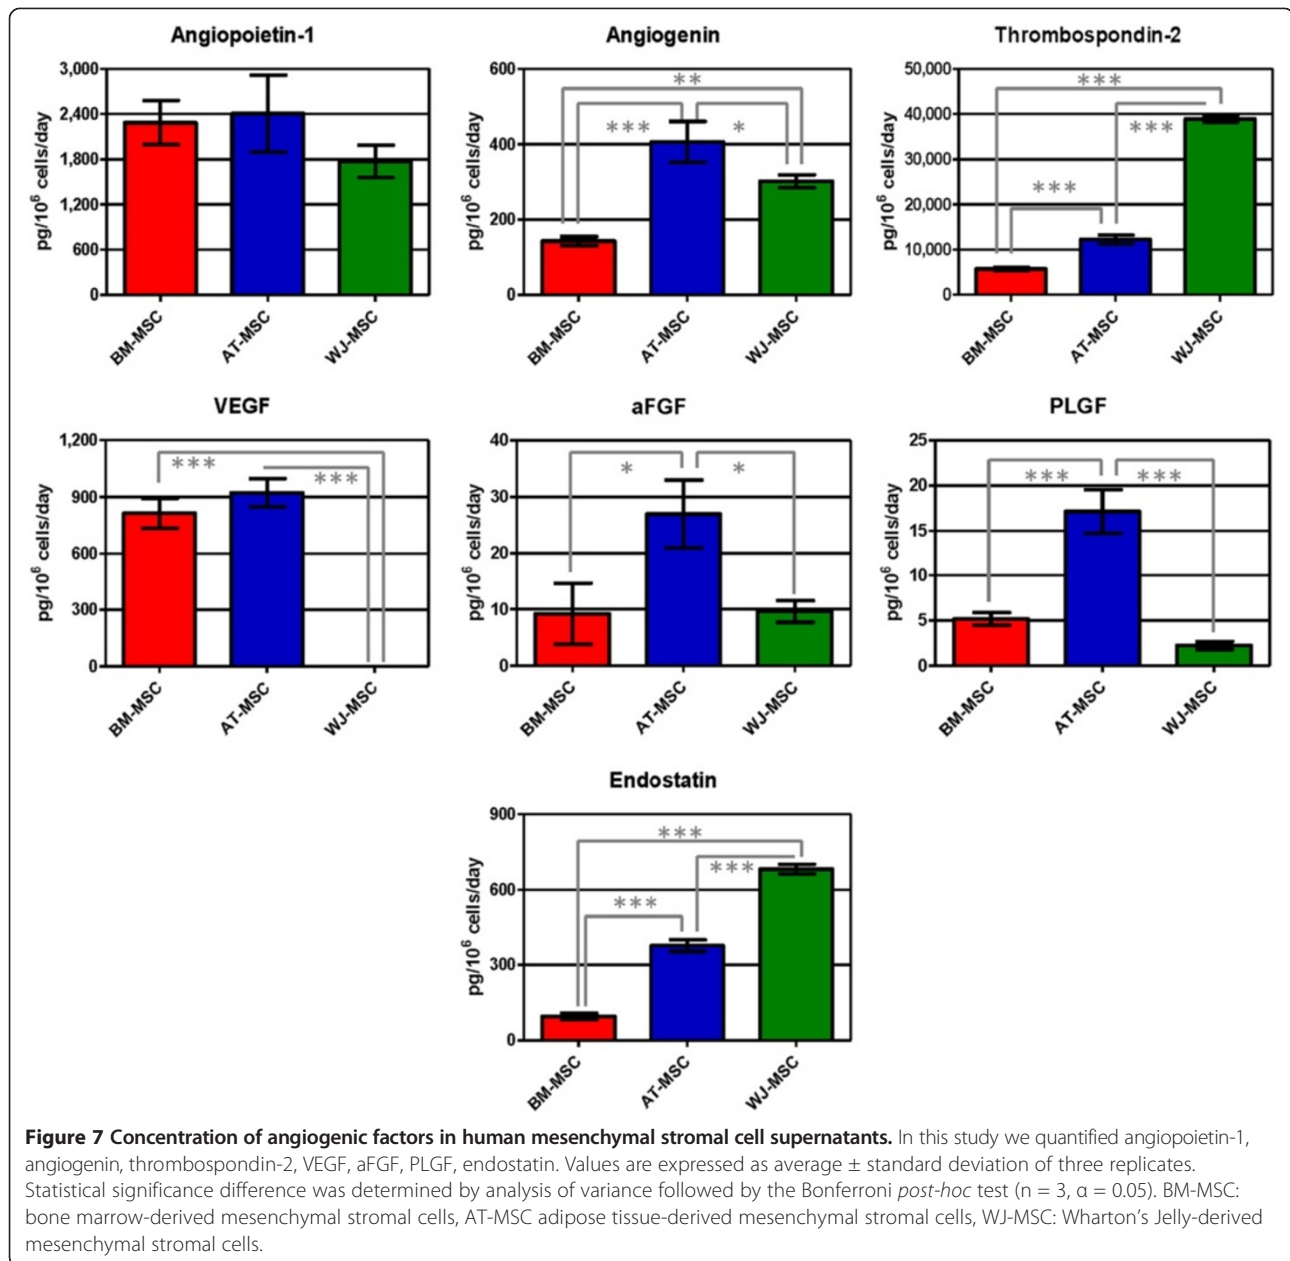 Angiopoietin-1
pg/10⁶ cells/day
3,000
2,400
1,800
1,200
600
0
BM-MSC
AT-MSC
WJ-MSC
Angiogenin
pg/10⁶ cells/day
600
400
200
0
**
***
*
BM-MSC
AT-MSC
WJ-MSC
Thrombospondin-2
pg/10⁶ cells/day
50,000
40,000
30,000
20,000
10,000
0
***
***
***
BM-MSC
AT-MSC
WJ-MSC
VEGF
pg/10⁶ cells/day
1,200
900
600
300
0
***
***
BM-MSC
AT-MSC
WJ-MSC
aFGF
pg/10⁶ cells/day
40
30
20
10
0
*
*
BM-MSC
AT-MSC
WJ-MSC
PLGF
pg/10⁶ cells/day
25
20
15
10
5
0
***
***
BM-MSC
AT-MSC
WJ-MSC
Endostatin
pg/10⁶ cells/day
900
600
300
0
***
***
***
BM-MSC
AT-MSC
WJ-MSC
Figure 7 Concentration of angiogenic factors in human mesenchymal stromal cell supernatants. In this study we quantified angiopoietin-1,
angiogenin, thrombospondin-2, VEGF, aFGF, PLGF, endostatin. Values are expressed as average ± standard deviation of three replicates.
Statistical significance difference was determined by analysis of variance followed by the Bonferroni post-hoc test (n = 3, α = 0.05). BM-MSC:
bone marrow-derived mesenchymal stromal cells, AT-MSC adipose tissue-derived mesenchymal stromal cells, WJ-MSC: Wharton's Jelly-derived
mesenchymal stromal cells.